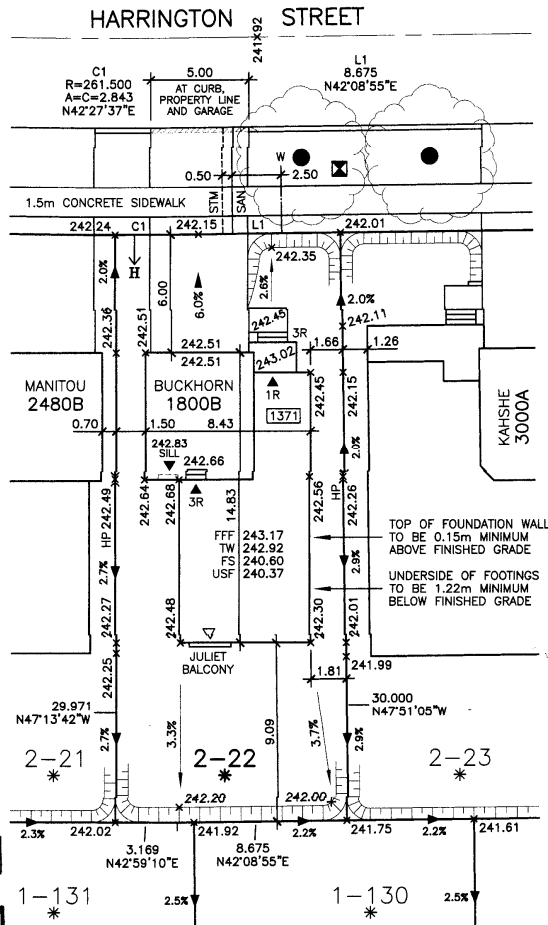 HARRINGTON STREET
241.92
C1
R=261.500
A=C=2.843
N42°27'37"E
5.00
AT CURB,
PROPERTY LINE
AND GARAGE
L1
8.675
N42°08'55"E
W
0.50
2.50
STM
SAN
1.5m CONCRETE SIDEWALK
242.24
C1
242.15
L1
242.01
H
242.35
2.0%
6.00
6.0%
2.6%
2.0%
242.36
242.51
242.45
3R
242.11
242.51
242.51
243.02
1.66
1.26
MANITOU
2480B
BUCKHORN
1800B
1R
1371
242.45
242.15
KAHSHE
3000A
0.70
1.50
8.43
242.83
SILL
242.66
2.0%
HP
242.49
242.64
242.68
3R
14.83
242.56
HP
242.26
FFF 243.17
TW 242.92
FS 240.60
USF 240.37
TOP OF FOUNDATION WALL
TO BE 0.15m MINIMUM
ABOVE FINISHED GRADE
2.7%
2.9%
UNDERSIDE OF FOOTINGS
TO BE 1.22m MINIMUM
BELOW FINISHED GRADE
242.27
242.48
242.30
242.01
242.25
JULIET
BALCONY
1.81
241.99
29.971
N47°13'42"W
30.000
N47°51'05"W
2.7%
3.3%
9.09
3.7%
2.9%
2-21
2-22
2-23
242.20
242.00
2.3%
242.02
241.92
2.2%
241.75
2.2%
241.61
3.169
N42°59'10"E
8.675
N42°08'55"E
1-131
2.5%
1-130
2.5%